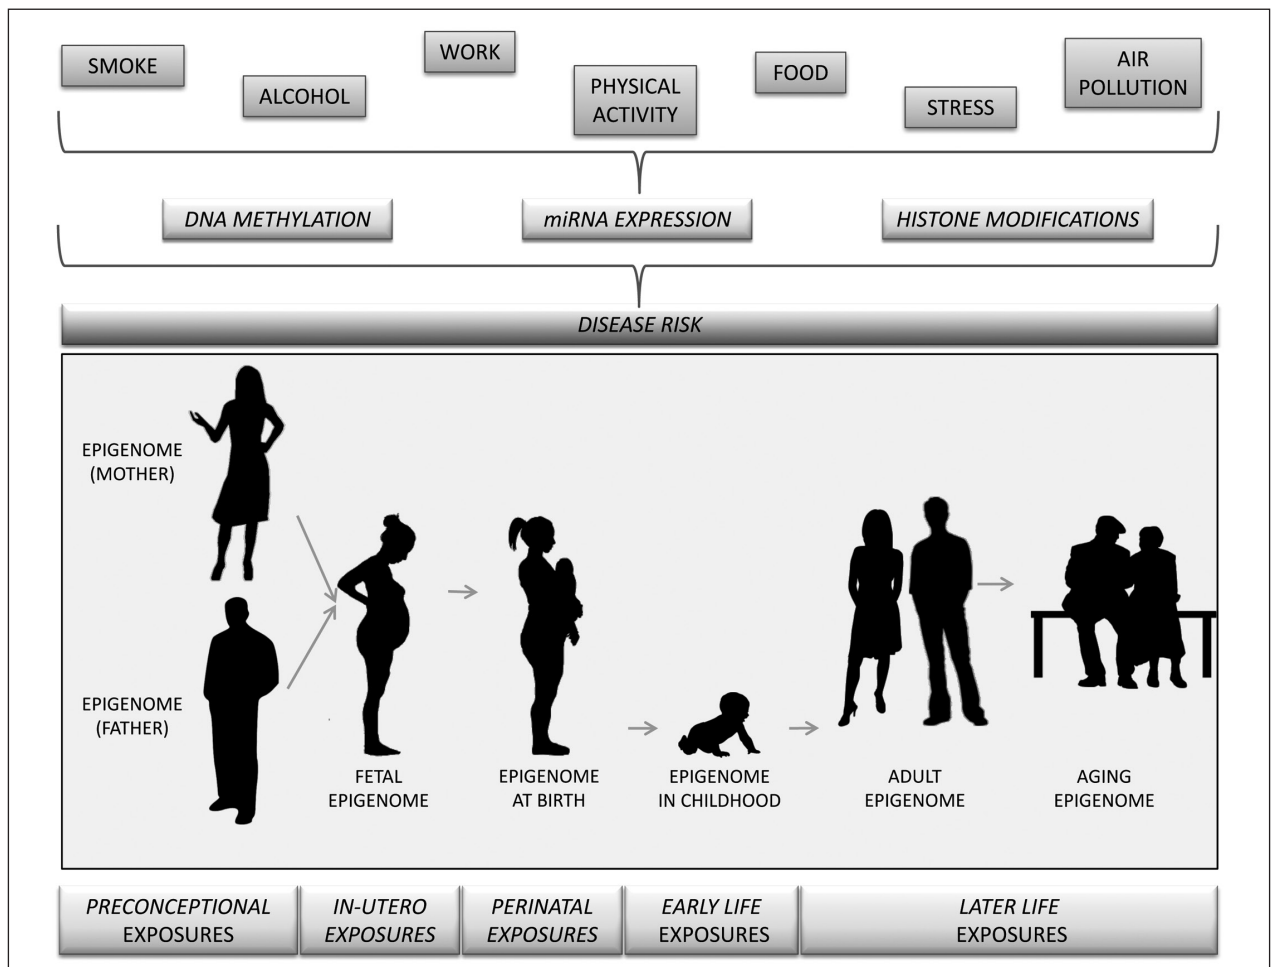 SMOKE
ALCOHOL
WORK
PHYSICAL
ACTIVITY
FOOD
STRESS
AIR
POLLUTION
DNA METHYLATION
miRNA EXPRESSION
HISTONE MODIFICATIONS
DISEASE RISK
EPIGENOME
(MOTHER)
EPIGENOME
(FATHER)
FETAL
EPIGENOME
EPIGENOME
AT BIRTH
EPIGENOME
IN CHILDHOOD
ADULT
EPIGENOME
AGING
EPIGENOME
PRECONCEPTIONAL
EXPOSURES
IN-UTERO
EXPOSURES
PERINATAL
EXPOSURES
EARLY LIFE
EXPOSURES
LATER LIFE
EXPOSURES